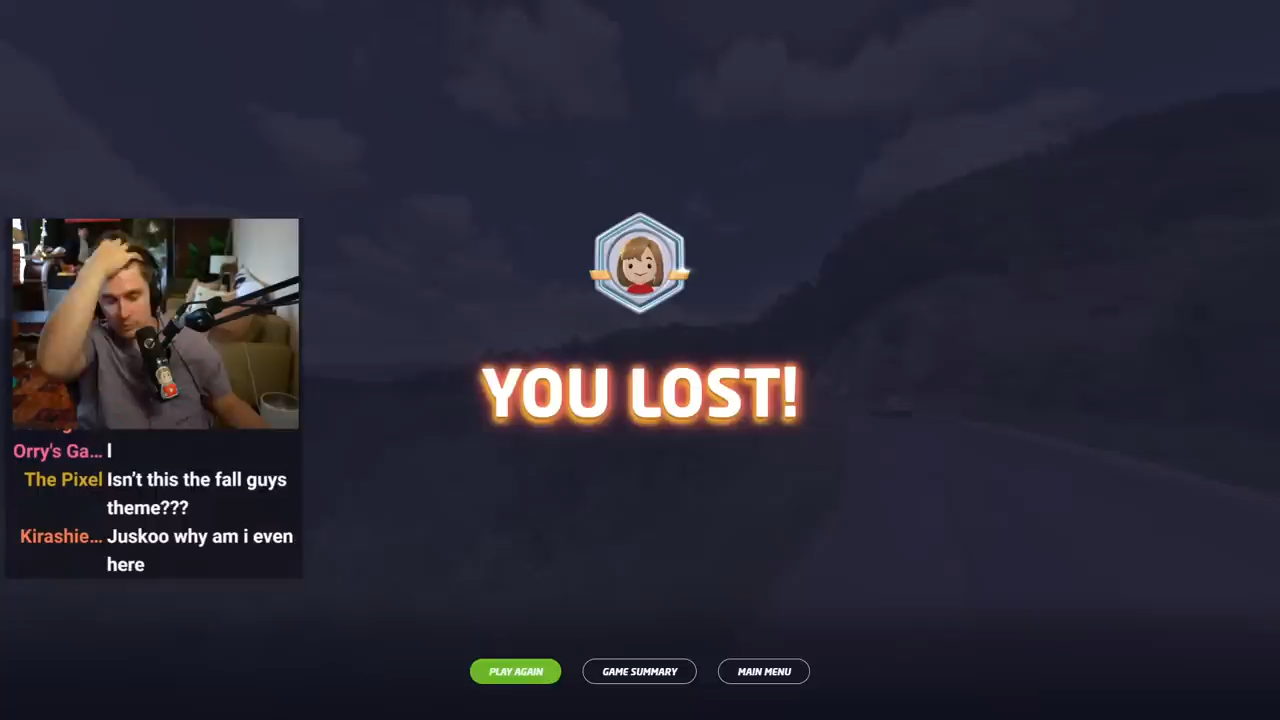 YOU LOST!
Orry's Ga... I
The Pixel Isn’t this the fall guys
theme???
Kirashie... Juskoo why am i even
here
PLAY AGAIN
GAME SUMMARY
MAIN MENU